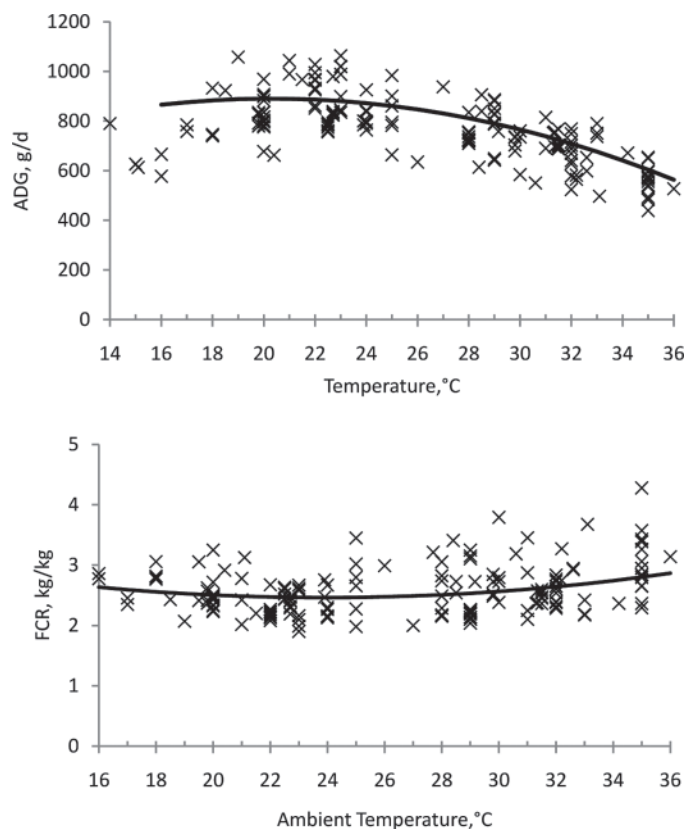 1200
1000
800
600
400
200
0
ADG, g/d
14 16 18 20 22 24 26 28 30 32 34 36
Temperature,°C
5
4
3
2
1
0
FCR, kg/kg
16 18 20 22 24 26 28 30 32 34 36
Ambient Temperature,°C